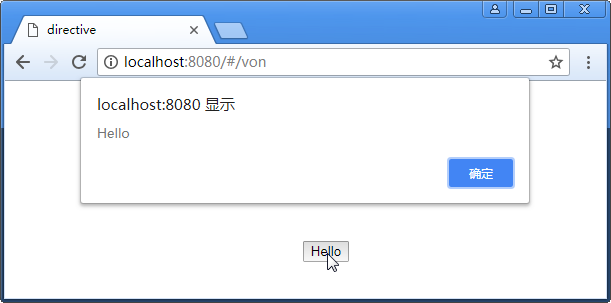 directive
localhost:8080/#/von
localhost:8080 显示
Hello
确定
Hello